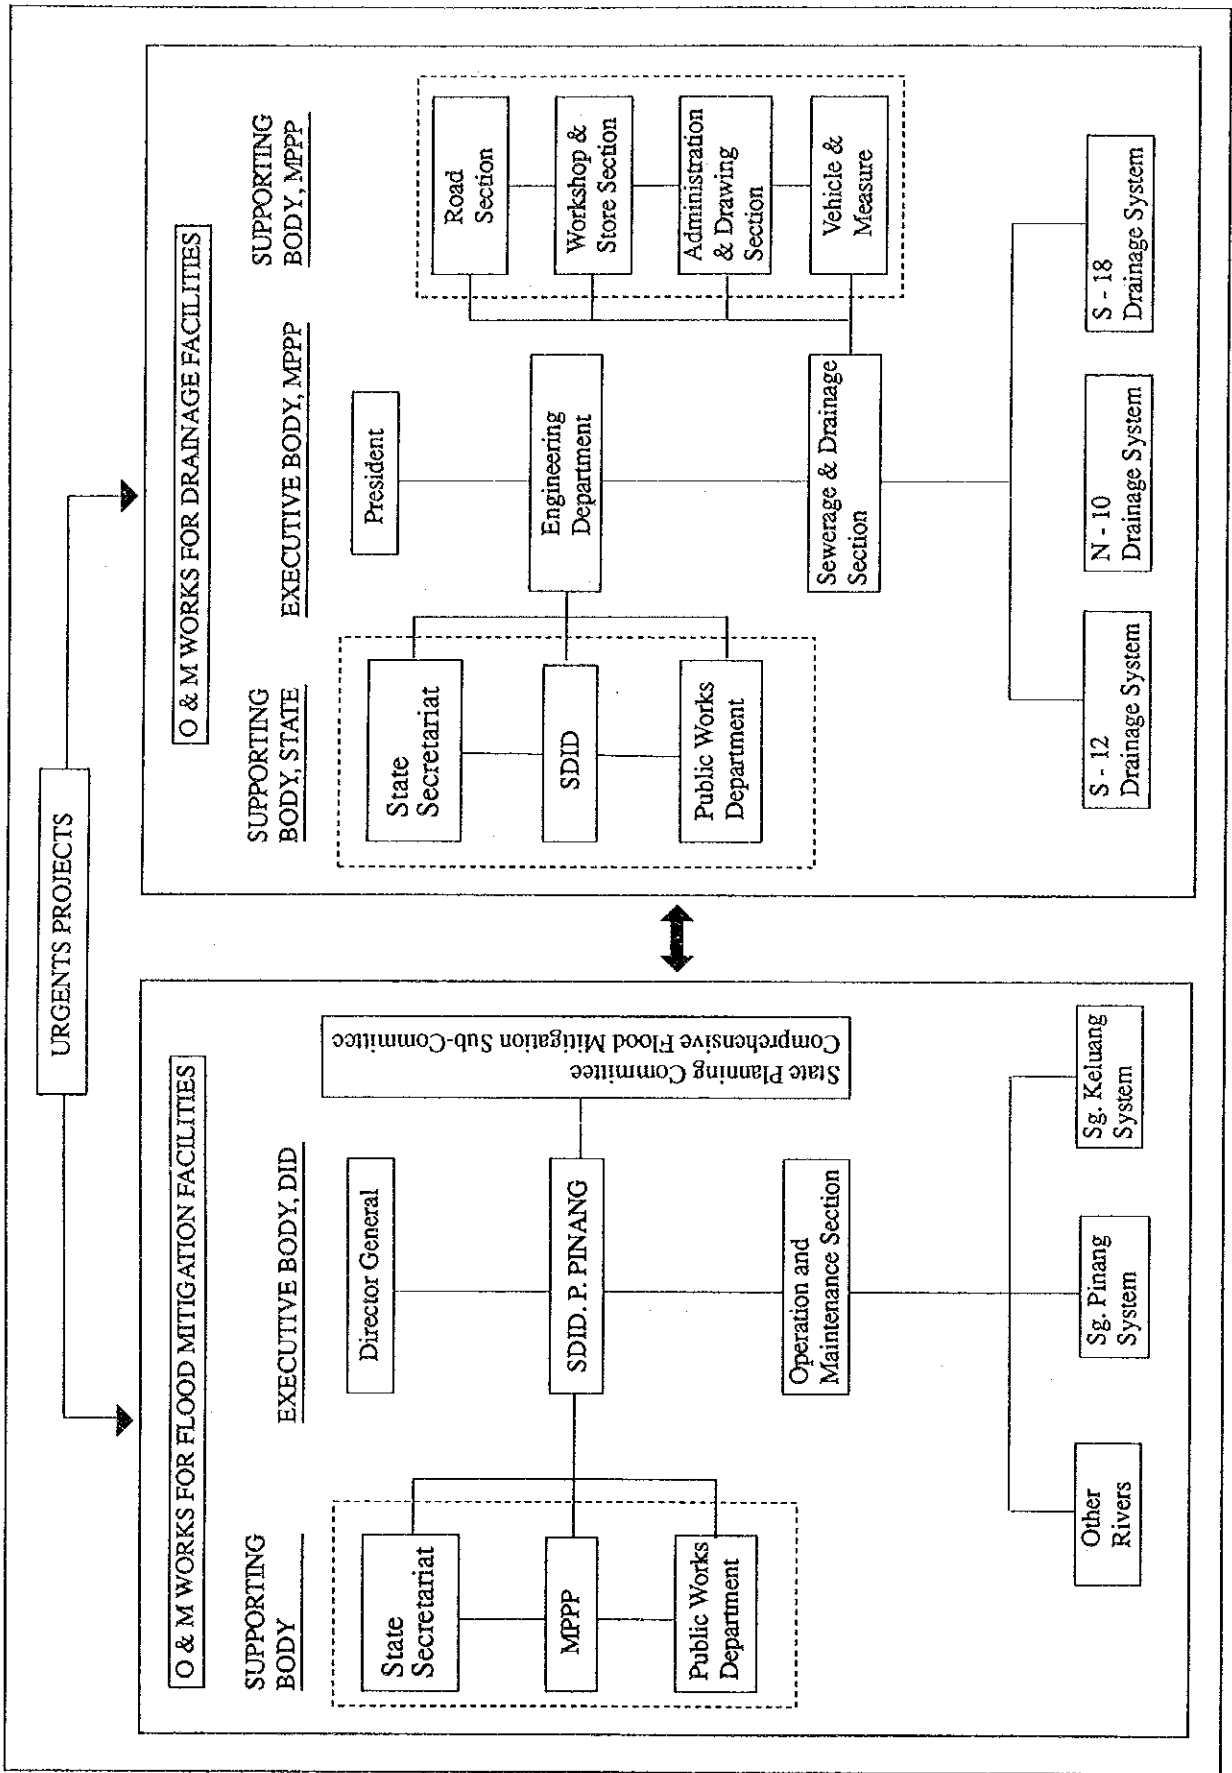 URGENTS PROJECTS
O & M WORKS FOR FLOOD MITIGATION FACILITIES
SUPPORTING
BODY
EXECUTIVE BODY, DID
State
Secretariat
MPPP
Public Works
Department
Director General
SDID. P. PINANG
Operation and
Maintenance Section
State Planning Committee
Comprehensive Flood Mitigation Sub-Committee
Other
Rivers
Sg. Pinang
System
Sg. Keluang
System
O & M WORKS FOR DRAINAGE FACILITIES
SUPPORTING
BODY, STATE
EXECUTIVE BODY, MPPP
SUPPORTING
BODY, MPPP
State
Secretariat
SDID
Public Works
Department
President
Engineering
Department
Sewerage & Drainage
Section
Road
Section
Workshop &
Store Section
Administration
& Drawing
Section
Vehicle &
Measure
S - 12
Drainage System
N - 10
Drainage System
S - 18
Drainage System